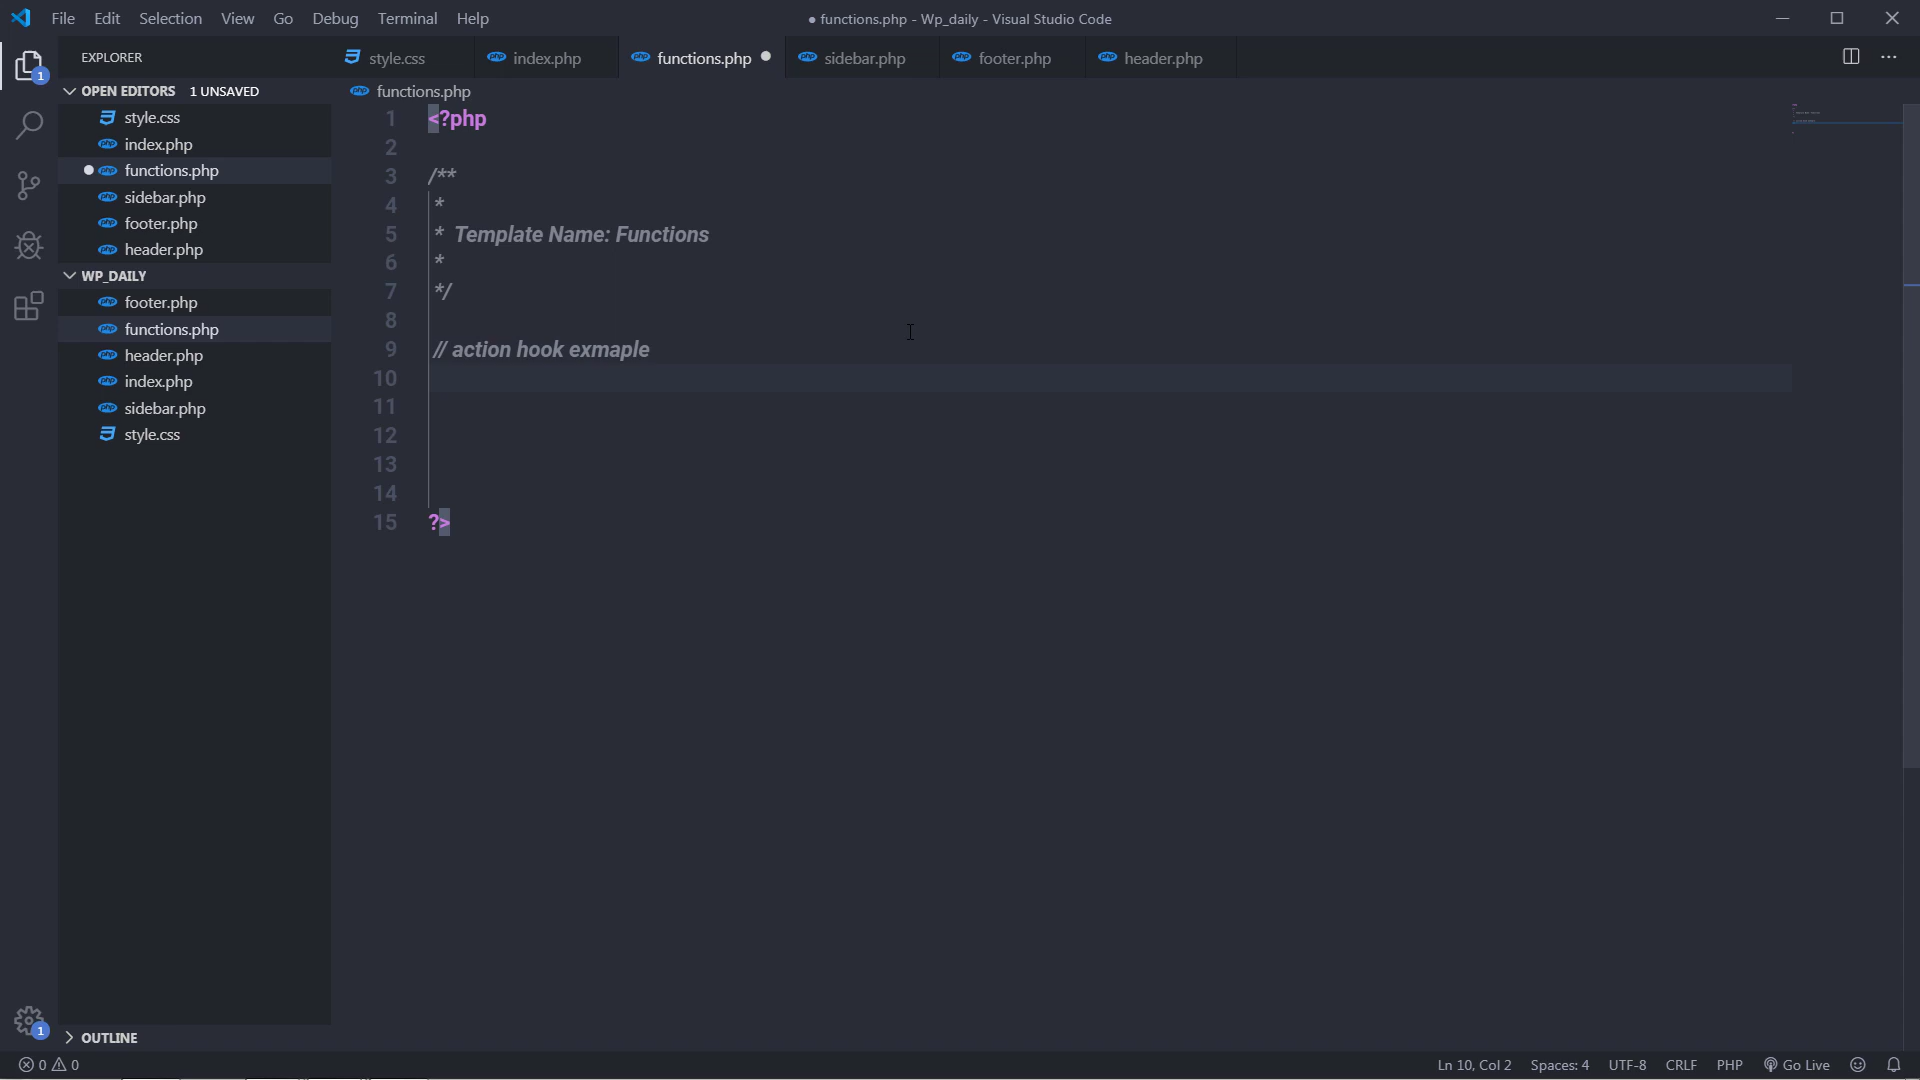 File Edit Selection View Go Debug Terminal Help
● functions.php - Wp_daily - Visual Studio Code
EXPLORER
style.css index.php functions.php sidebar.php footer.php header.php
OPEN EDITORS 1 UNSAVED
style.css
index.php
functions.php
sidebar.php
footer.php
header.php
WP_DAILY
footer.php
functions.php
header.php
index.php
sidebar.php
style.css
OUTLINE
1
1
functions.php
1 <?php
2
3 /**
4 *
5 * Template Name: Functions
6 *
7 */
8
9 // action hook exmaple
10
11
12
13
14
15 ?>
0 0
Ln 10, Col 2 Spaces: 4 UTF-8 CRLF PHP Go Live